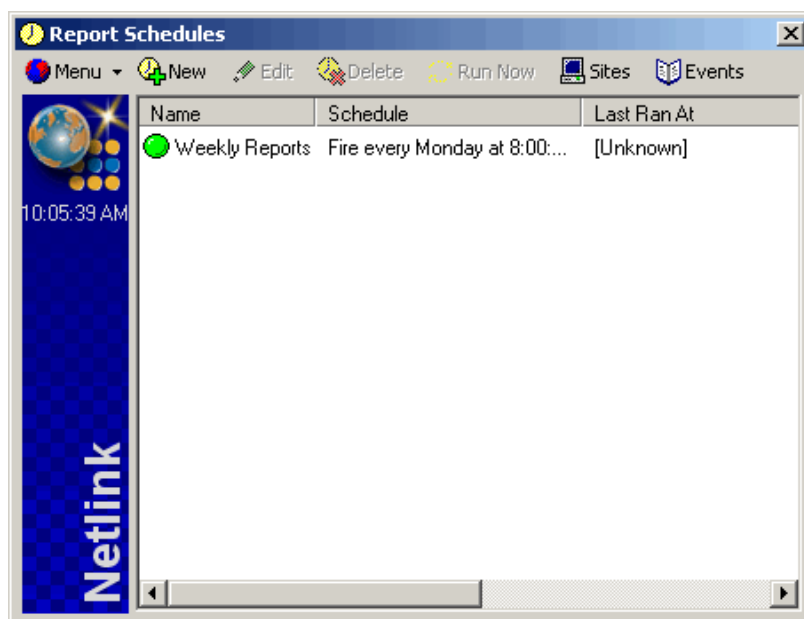 Report Schedules
Menu New Edit Delete Run Now Sites Events
Name Schedule Last Ran At
Weekly Reports Fire every Monday at 8:00:... [Unknown]
10:05:39 AM
Netlink